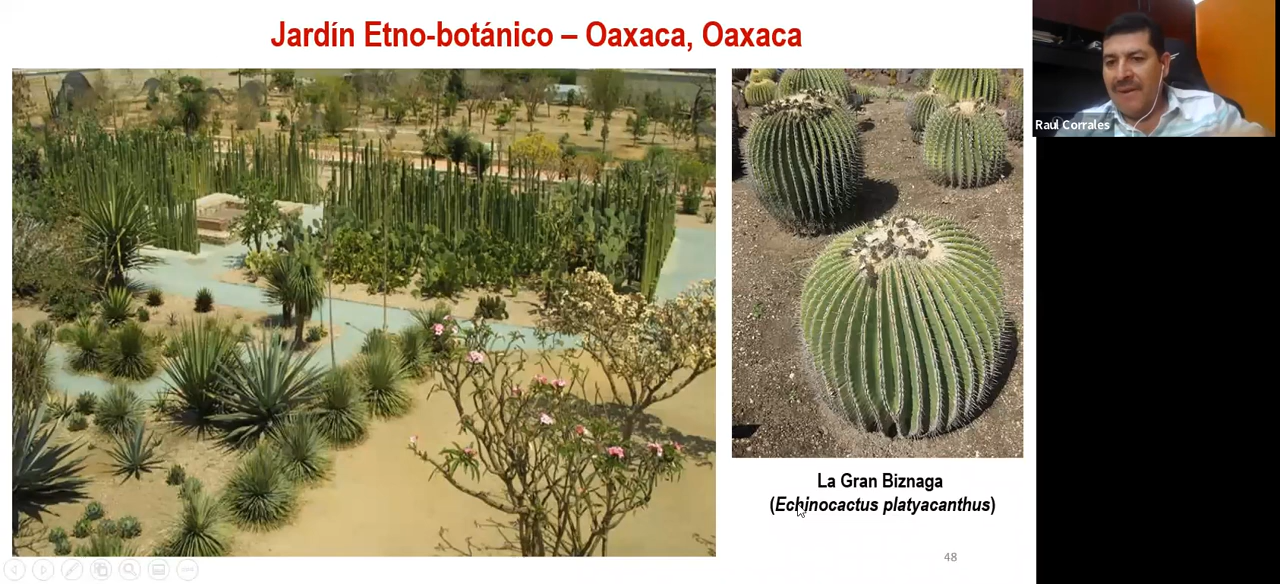 Jardín Etno-botánico – Oaxaca, Oaxaca
Raul Corrales
La Gran Biznaga
(Echinocactus platyacanthus)
48